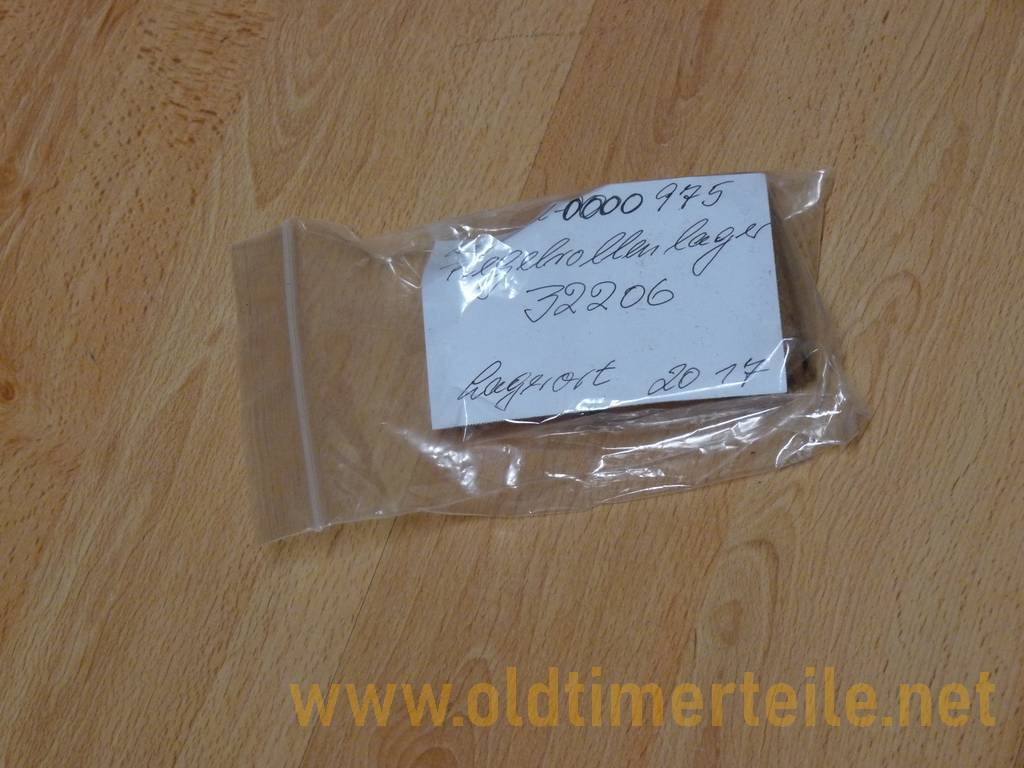 -0000975
Kegelrollenlager
32206
Lagerort 2017
www.oldtimerteile.net